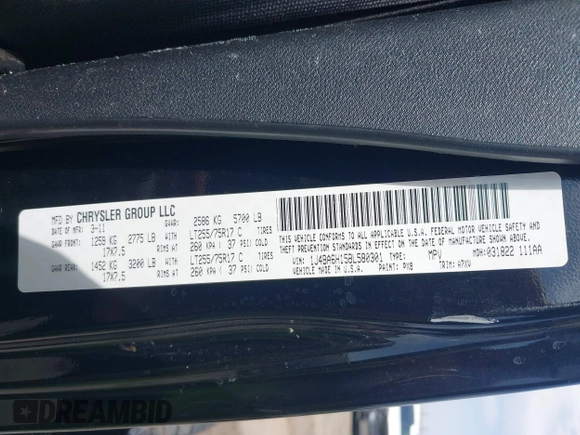 MFD BY CHRYSLER GROUP LLC
DATE OF MFR: 3-11 GVWR: 2586 KG 5700 LB
GAWR FRONT: 1259 KG 2775 LB WITH LT255/75R17 C TIRES
17X7.5 RIMS AT 260 KPA ( 37 PSI) COLD
GAWR REAR: 1452 KG 3200 LB WITH LT255/75R17 C TIRES
17X7.5 RIMS AT 260 KPA ( 37 PSI) COLD
THIS VEHICLE CONFORMS TO ALL APPLICABLE U.S.A. FEDERAL MOTOR VEHICLE SAFETY AND
THEFT PREVENTION STANDARDS IN EFFECT ON THE DATE OF MANUFACTURE SHOWN ABOVE.
VIN: 1J4BA6H15BL580301 MPV MDH: 031822 111AA
VEHICLE MADE IN U.S.A. PAINT: PXB TRIM: A7XV
DREAMBID